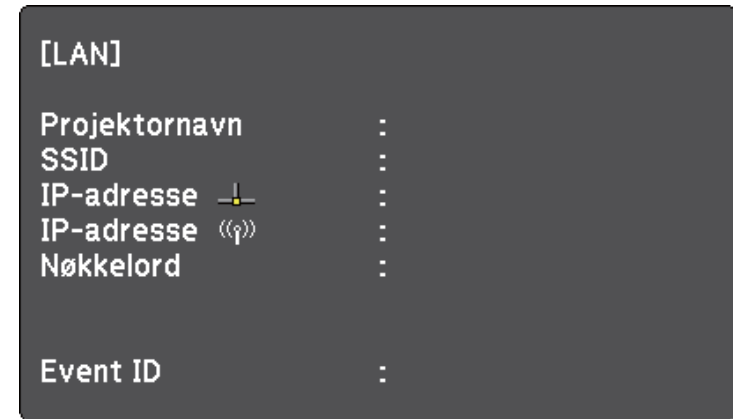 [LAN]
Projektornavn :
SSID :
IP-adresse :
IP-adresse :
Nøkkelord :
Event ID :